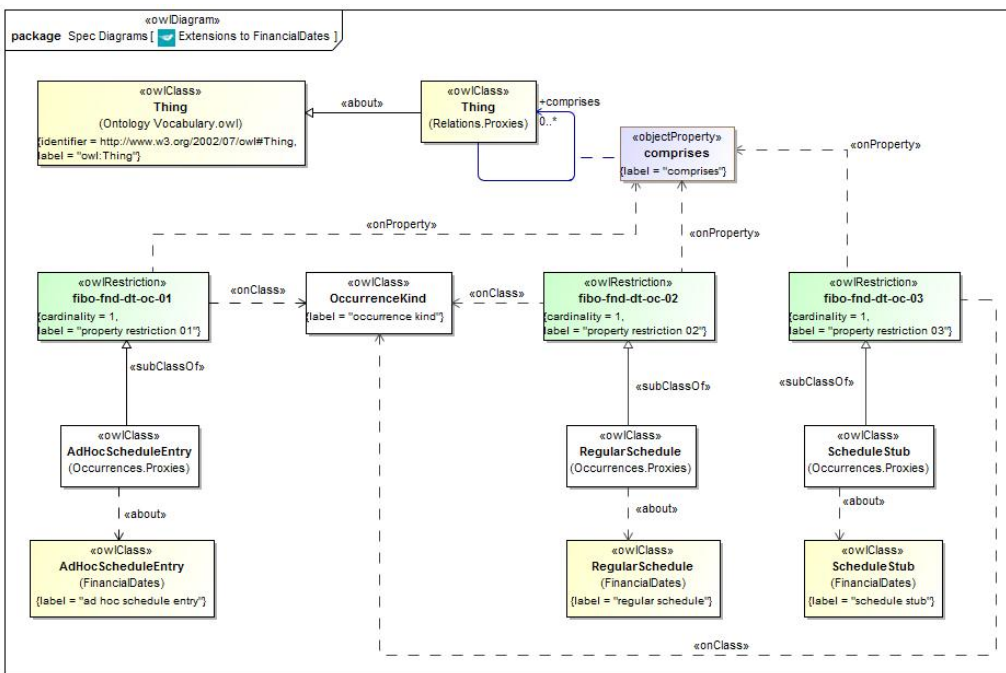 «owlDiagram»
package Spec Diagrams [ Extensions to FinancialDates ]
«owlClass»
Thing
(Ontology Vocabulary.owl)
{identifier = http://www.w3.org/2002/07/owl#Thing,
label = "owl:Thing"}
«about»
«owlClass»
Thing
(Relations.Proxies)
+comprises
0..*
«objectProperty»
comprises
{label = "comprises"}
«onProperty»
«onProperty»
«onProperty»
«owlRestriction»
fibo-fnd-dt-oc-01
{cardinality = 1,
label = "property restriction 01"}
«onClass»
«owlClass»
OccurrenceKind
{label = "occurrence kind"}
«onClass»
«owlRestriction»
fibo-fnd-dt-oc-02
{cardinality = 1,
label = "property restriction 02"}
«owlRestriction»
fibo-fnd-dt-oc-03
{cardinality = 1,
label = "property restriction 03"}
«subClassOf»
«subClassOf»
«subClassOf»
«owlClass»
AdHocScheduleEntry
(Occurrences.Proxies)
«owlClass»
RegularSchedule
(Occurrences.Proxies)
«owlClass»
ScheduleStub
(Occurrences.Proxies)
«about»
«about»
«about»
«owlClass»
AdHocScheduleEntry
(FinancialDates)
{label = "ad hoc schedule entry"}
«owlClass»
RegularSchedule
(FinancialDates)
{label = "regular schedule"}
«owlClass»
ScheduleStub
(FinancialDates)
{label = "schedule stub"}
«onClass»